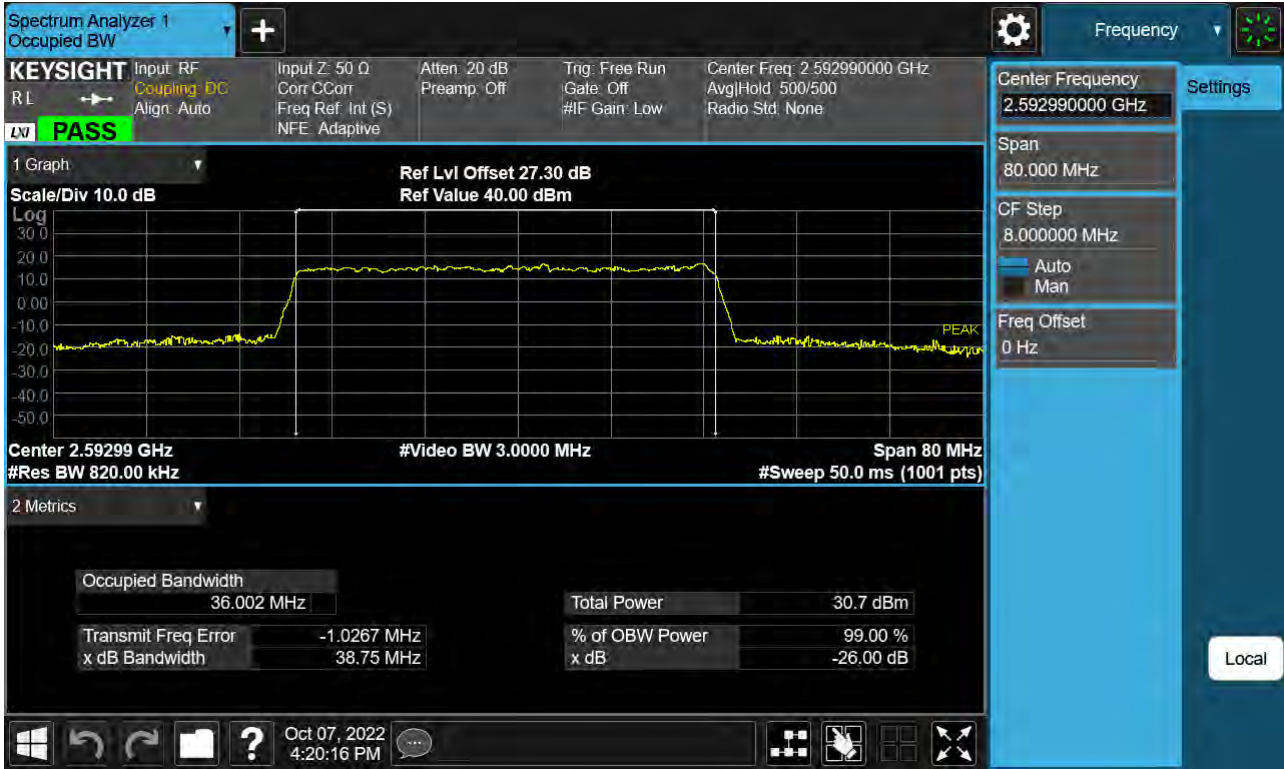 Spectrum Analyzer 1
Occupied BW
Frequency
KEYSIGHT
RL
LXI
PASS
Input: RF
Coupling: DC
Align: Auto
Input Z: 50 Ω
Corr CCorr
Freq Ref: Int (S)
NFE: Adaptive
Atten: 20 dB
Preamp: Off
Trig: Free Run
Gate: Off
#IF Gain: Low
Center Freq: 2.592990000 GHz
Avg|Hold: 500/500
Radio Std: None
Center Frequency
2.592990000 GHz
Settings
Span
80.000 MHz
CF Step
8.000000 MHz
Auto
Man
Freq Offset
0 Hz
Local
1 Graph
Scale/Div 10.0 dB
Ref Lvl Offset 27.30 dB
Ref Value 40.00 dBm
Log
30.0
20.0
10.0
0.00
-10.0
-20.0
-30.0
-40.0
-50.0
PEAK
Center 2.59299 GHz
#Video BW 3.0000 MHz
Span 80 MHz
#Res BW 820.00 kHz
#Sweep 50.0 ms (1001 pts)
2 Metrics
Occupied Bandwidth
36.002 MHz
Total Power 30.7 dBm
Transmit Freq Error -1.0267 MHz
% of OBW Power 99.00 %
x dB Bandwidth 38.75 MHz
x dB -26.00 dB
?
Oct 07, 2022
4:20:16 PM